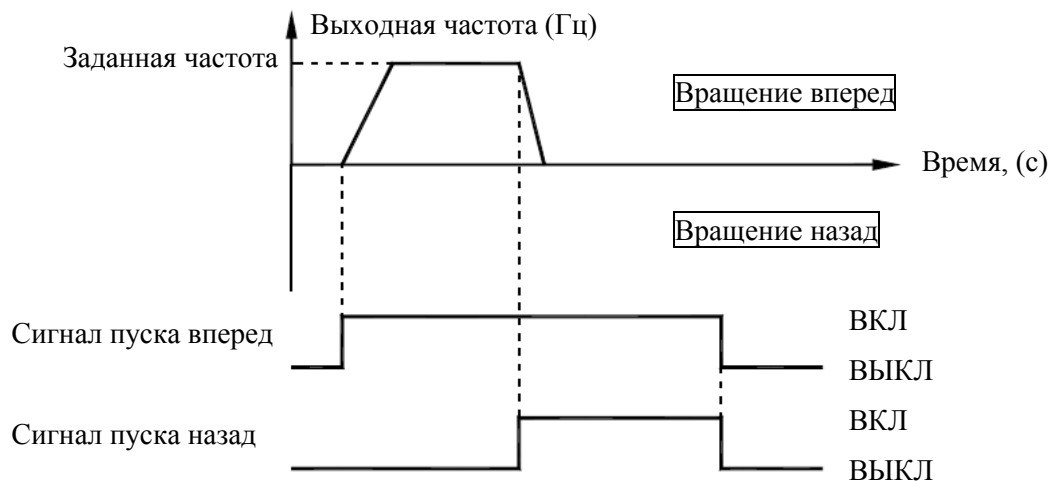 Выходная частота (Гц)
Заданная частота
Вращение вперед
Время, (с)
Вращение назад
Сигнал пуска вперед
ВКЛ
ВЫКЛ
Сигнал пуска назад
ВКЛ
ВЫКЛ